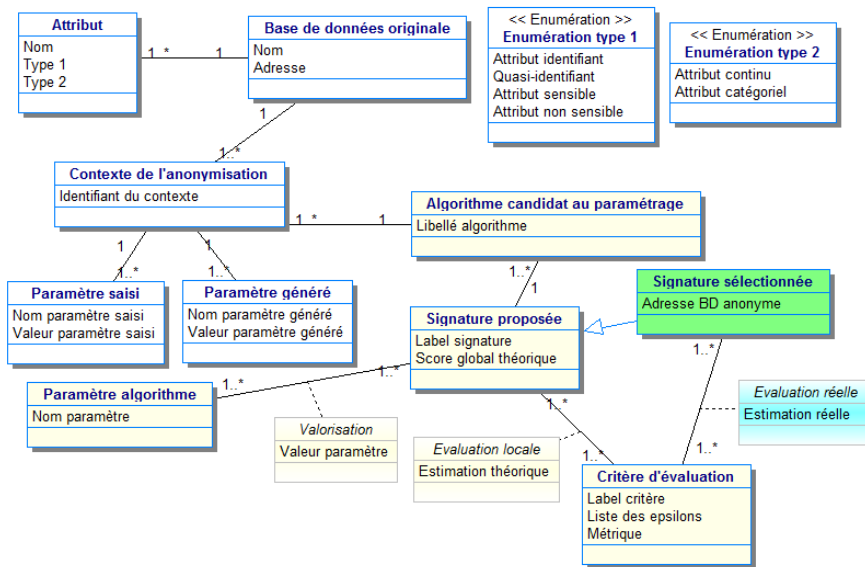 Attribut
Nom
Type 1
Type 2
1
*
1
Base de données originale
Nom
Adresse
<< Enumération >>
Enumération type 1
Attribut identifiant
Quasi-identifiant
Attribut sensible
Attribut non sensible
<< Enumération >>
Enumération type 2
Attribut continu
Attribut catégoriel
1
1..*
Contexte de l'anonymisation
Identifiant du contexte
1
*
1
Algorithme candidat au paramétrage
Libellé algorithme
1
1..*
1
1..*
Paramètre saisi
Nom paramètre saisi
Valeur paramètre saisi
Paramètre généré
Nom paramètre généré
Valeur paramètre généré
1..*
1
Signature sélectionnée
Adresse BD anonyme
Signature proposée
Label signature
Score global théorique
1..*
1..*
Paramètre algorithme
Nom paramètre
Valorisation
Valeur paramètre
1..*
1..*
Evaluation locale
Estimation théorique
1..*
1..*
Evaluation réelle
Estimation réelle
Critère d'évaluation
Label critère
Liste des epsilons
Métrique